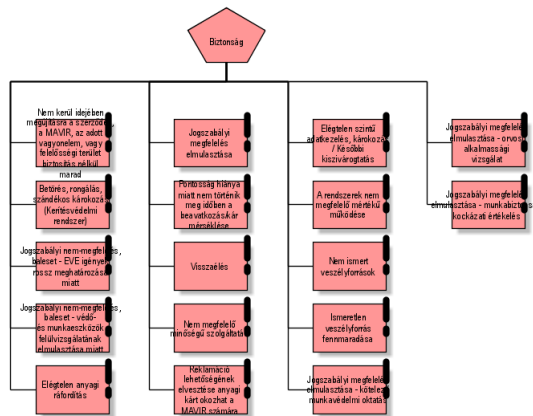 Biztonság
Nem kerül idejében
megújításra a szerződés,
a MAVIR, az adott
vagyonelem, vagy
felelősségi terület
biztosítás nélkül
marad
Betörés, rongálás,
szándékos károkozás
(Kerítésvédelmi
rendszer)
Jogszabályi nem-megfelelés,
baleset - EVE igények
rossz meghatározása
miatt
Jogszabályi nem-megfelelés,
baleset - védő-
és munkaeszközök
felülvizsgálatának
elmulasztása miatt
Elégtelen anyagi
ráfordítás
Jogszabályi
megfelelés
elmulasztása
Pontosság hiánya
miatt nem történik
meg időben a
beavatkozás/kár
mérséklése
Visszaélés
Nem megfelelő
minőségű szolgáltatás
Reklamáció
lehetőségének
elvesztése anyagi
kárt okozhat a
MAVIR számára
Elégtelen szintű
adatkezelés, károkozás
/ Későbbi
kiszivárogtatás
A rendszerek nem
megfelelő mértékű
működése
Nem ismert
veszélyforrások
Ismeretlen
veszélyforrás
fennmaradása
Jogszabályi megfelelés
elmulasztása - kötelező
munkavédelmi oktatás
Jogszabályi megfelelés
elmulasztása - orvosi
alkalmassági
vizsgálat
Jogszabályi megfelelés
elmulasztása - munkabiztonsági
kockázati értékelés